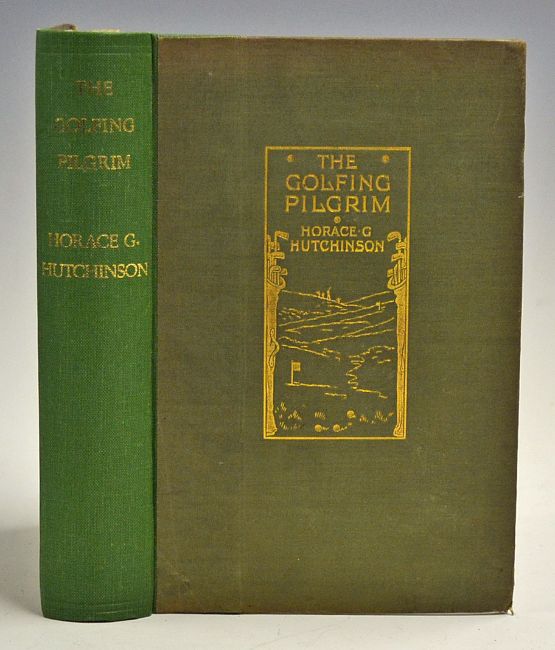 THE
GOLFING
PILGRIM
HORACE G.
HUTCHINSON
THE
GOLFING
PILGRIM
HORACE·G
HUTCHINSON